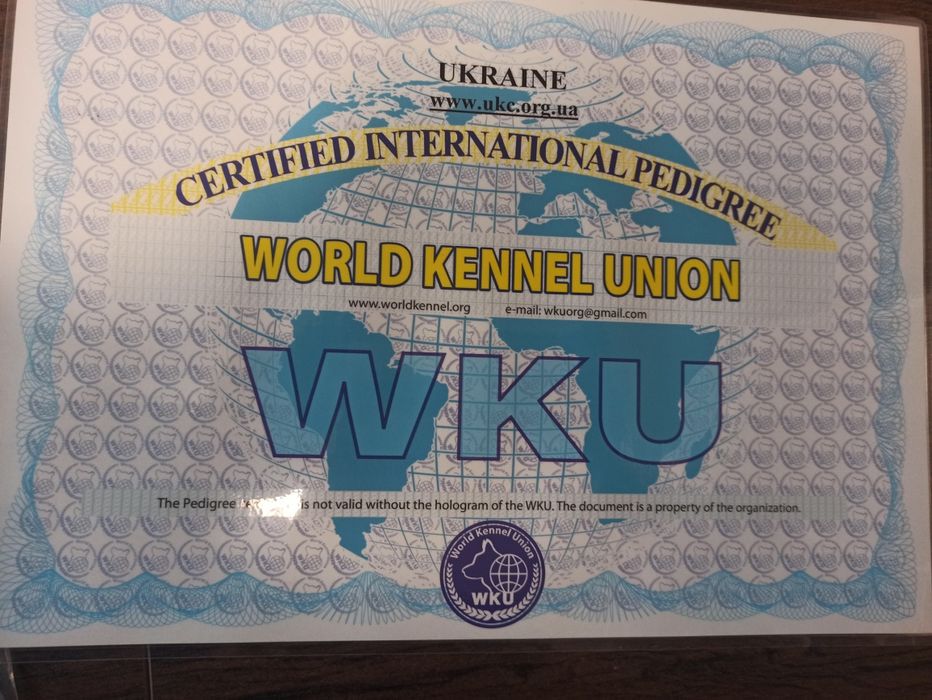 UKRAINE
www.ukc.org.ua
CERTIFIED INTERNATIONAL PEDIGREE
WORLD KENNEL UNION
www.worldkennel.org e-mail: wkuorg@gmail.com
WKU
The Pedigree is not valid without the hologram of the WKU. The document is a property of the organization.
World Kennel Union
WKU